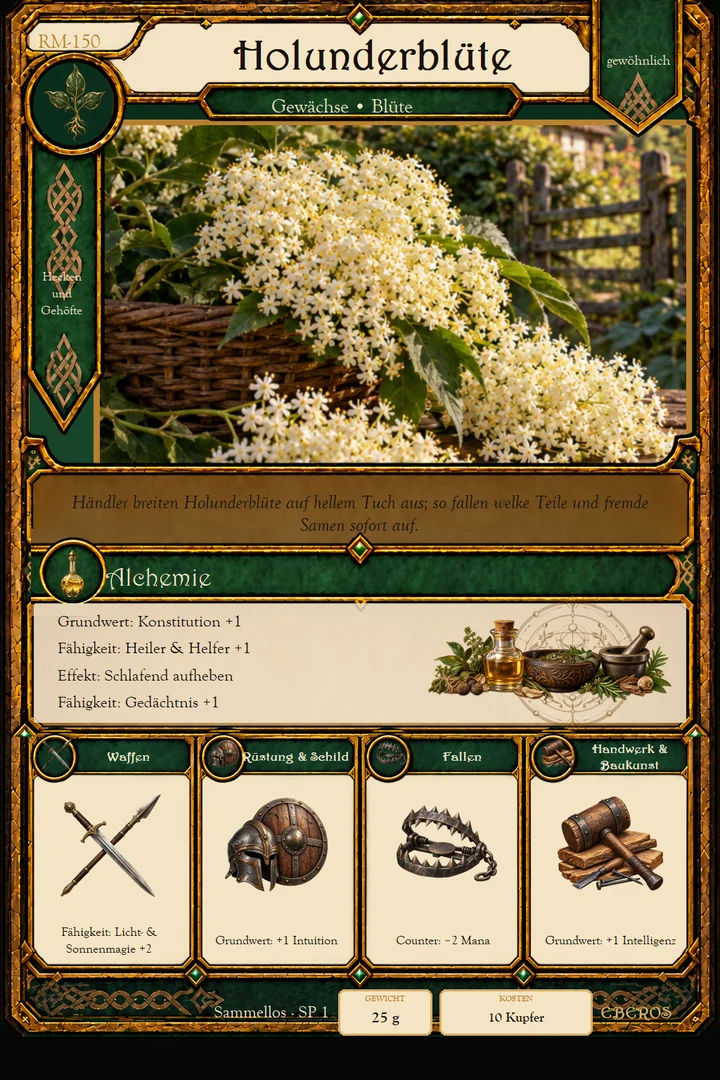 RM-150
Holunderblüte
gewöhnlich
Gewächse • Blüte
Hecken
und
Gehöfte
Händler breiten Holunderblüte auf hellem Tuch aus; so fallen welke Teile und fremde
Samen sofort auf.
Alchemie
Grundwert: Konstitution +1
Fähigkeit: Heiler & Helfer +1
Effekt: Schlafend aufheben
Fähigkeit: Gedächtnis +1
Waffen
Rüstung & Schild
Fallen
Handwerk &
Baukunst
Fähigkeit: Licht- &
Sonnenmagie +2
Grundwert: +1 Intuition
Counter: −2 Mana
Grundwert: +1 Intelligenz
Sammellos · SP 1
GEWICHT
25 g
KOSTEN
10 Kupfer
EBEROS